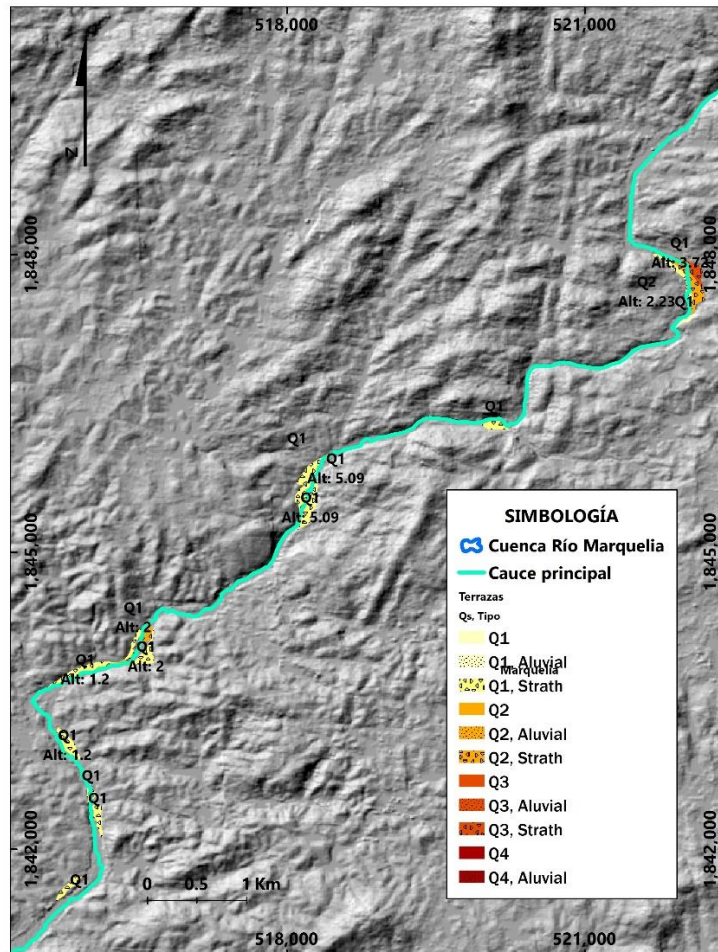 518,000
521,000
N
1,848,000
1,848,000
Q1
Alt: 3.72
Q2
Alt: 2.23
Q1
Q1
Q1
Q1
Alt: 5.09
Q1
Alt: 5.09
1,845,000
1,845,000
Q1
Alt: 2
Q1
Alt: 2
Q1
Alt: 1.2
Q1
Alt: 1.2
Q1
Q1
Q1
1,842,000
1,842,000
0 0.5 1 Km
SIMBOLOGÍA
Cuenca Río Marquelia
Cauce principal
Terrazas
Qs, Tipo
Q1
Q1, Aluvial
Marquelia
Q1, Strath
Q2
Q2, Aluvial
Q2, Strath
Q3
Q3, Aluvial
Q3, Strath
Q4
Q4, Aluvial
518,000
521,000